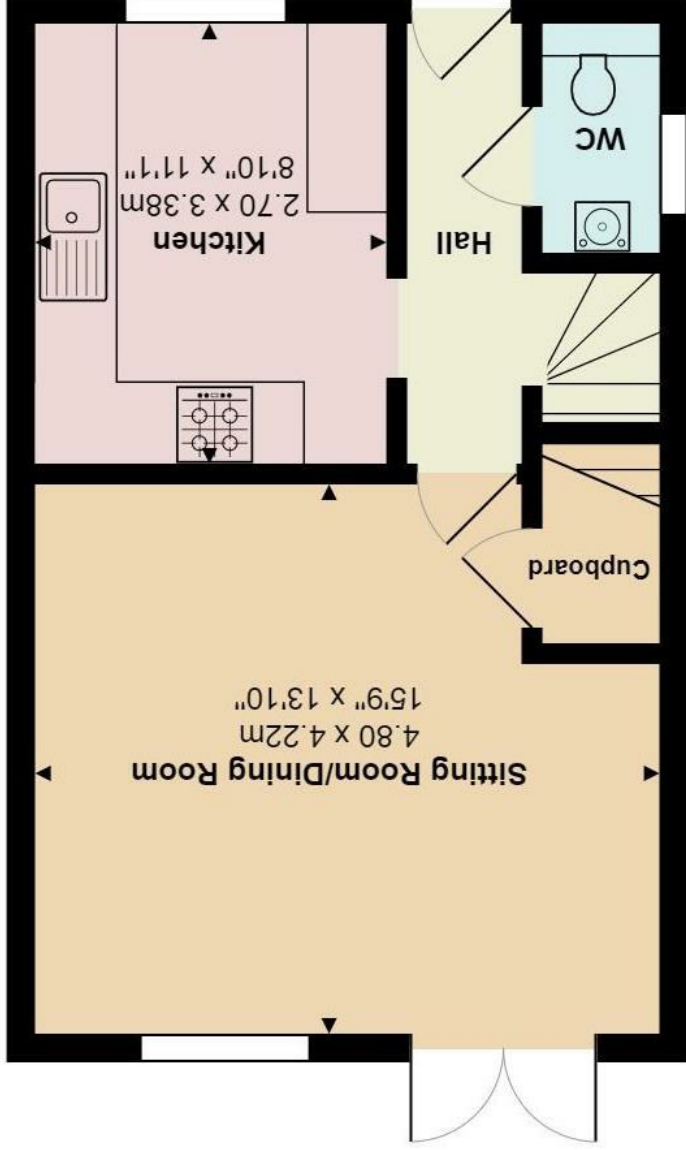 Sitting Room/Dining Room
4.80 x 4.22m
15'9" x 13'10"
Cupboard
Hall
Kitchen
2.70 x 3.38m
8'10" x 11'1"
WC